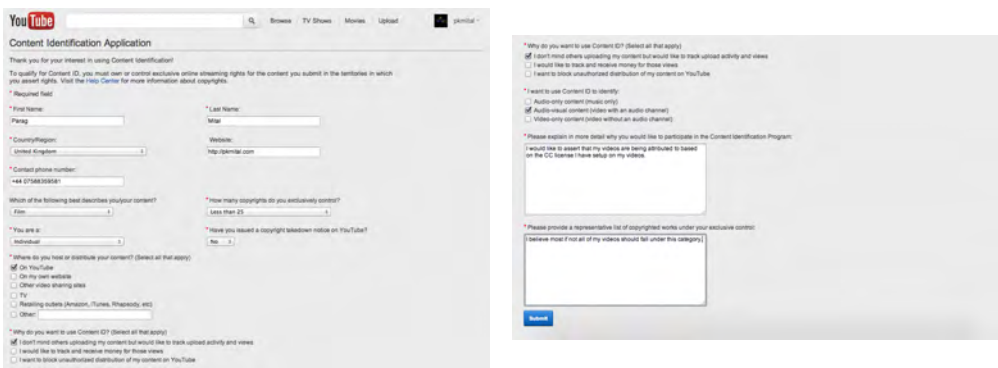 YouTube
Browse TV Shows Movies Upload pkmital
Content Identification Application
Thank you for your interest in using Content Identification!
To qualify for Content ID, you must own or control exclusive online streaming rights for the content you submit in the territories in which
you assert rights. Visit the Help Center for more information about copyrights.
* Required field
* First Name:
Parag
* Last Name:
Mital
* Country/Region:
United Kingdom
Website:
http://pkmital.com
* Contact phone number:
+44
Which of the following best describes you/your content?
Film
* How many copyrights do you exclusively control?
Less than 25
* You are a:
Individual
* Have you issued a copyright takedown notice on YouTube?
No
* Where do you host or distribute your content? (Select all that apply)
On YouTube
On my own website
Other video sharing sites
TV
Retailing outlets (Amazon, iTunes, Rhapsody, etc)
Other:
* Why do you want to use Content ID? (Select all that apply)
I don't mind others uploading my content but would like to track upload activity and views
I would like to track and receive money for those views
I want to block unauthorized distribution of my content on YouTube
* Why do you want to use Content ID? (Select all that apply)
I don't mind others uploading my content but would like to track upload activity and views
I would like to track and receive money for those views
I want to block unauthorized distribution of my content on YouTube
* I want to use Content ID to identify:
Audio-only content (music only)
Audio-visual content (video with an audio channel)
Video-only content (video without an audio channel)
* Please explain in more detail why you would like to participate in the Content Identification Program:
I would like to assert that my videos are being attributed to based
on the CC license I have setup on my videos.
* Please provide a representative list of copyrighted works under your exclusive control:
I believe most if not all of my videos should fall under this category.
Submit